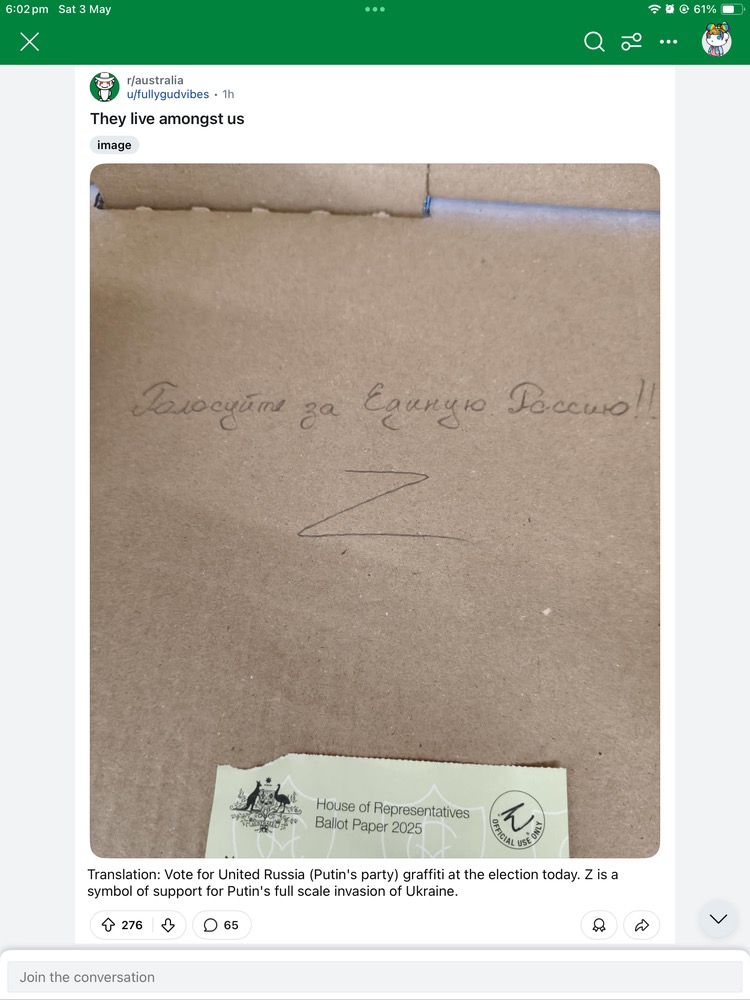 6:02 pm Sat 3 May
61%
r/australia
u/fullygudvibes • 1h
They live amongst us
image
Голосуйте за Единую Россию!!
Z
House of Representatives
Ballot Paper 2025
OFFICIAL USE ONLY
Translation: Vote for United Russia (Putin's party) graffiti at the election today. Z is a
symbol of support for Putin's full scale invasion of Ukraine.
276
65
Join the conversation